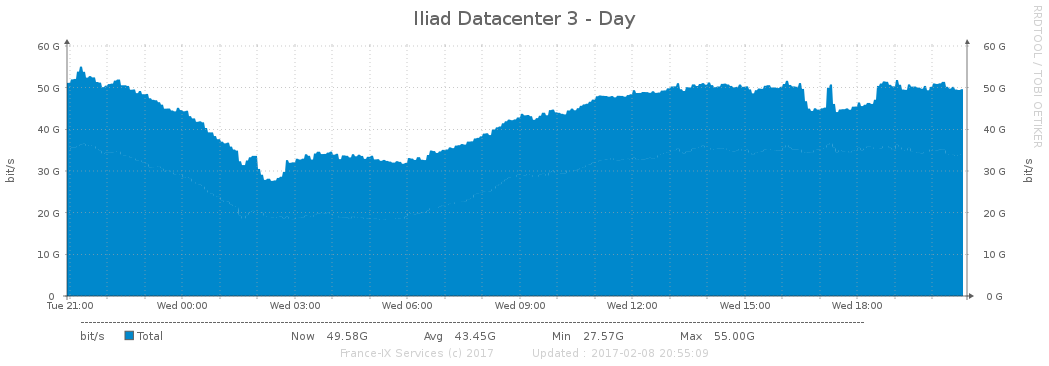 Iliad Datacenter 3 - Day
RRDTOOL / TOBI OETIKER
60 G
50 G
40 G
30 G
20 G
10 G
0
bit/s
60 G
50 G
40 G
30 G
20 G
10 G
0 G
bit/s
Tue 21:00 Wed 00:00 Wed 03:00 Wed 06:00 Wed 09:00 Wed 12:00 Wed 15:00 Wed 18:00
bit/s Total Now 49.58G Avg 43.45G Min 27.57G Max 55.00G
France-IX Services (c) 2017 Updated : 2017-02-08 20:55:09